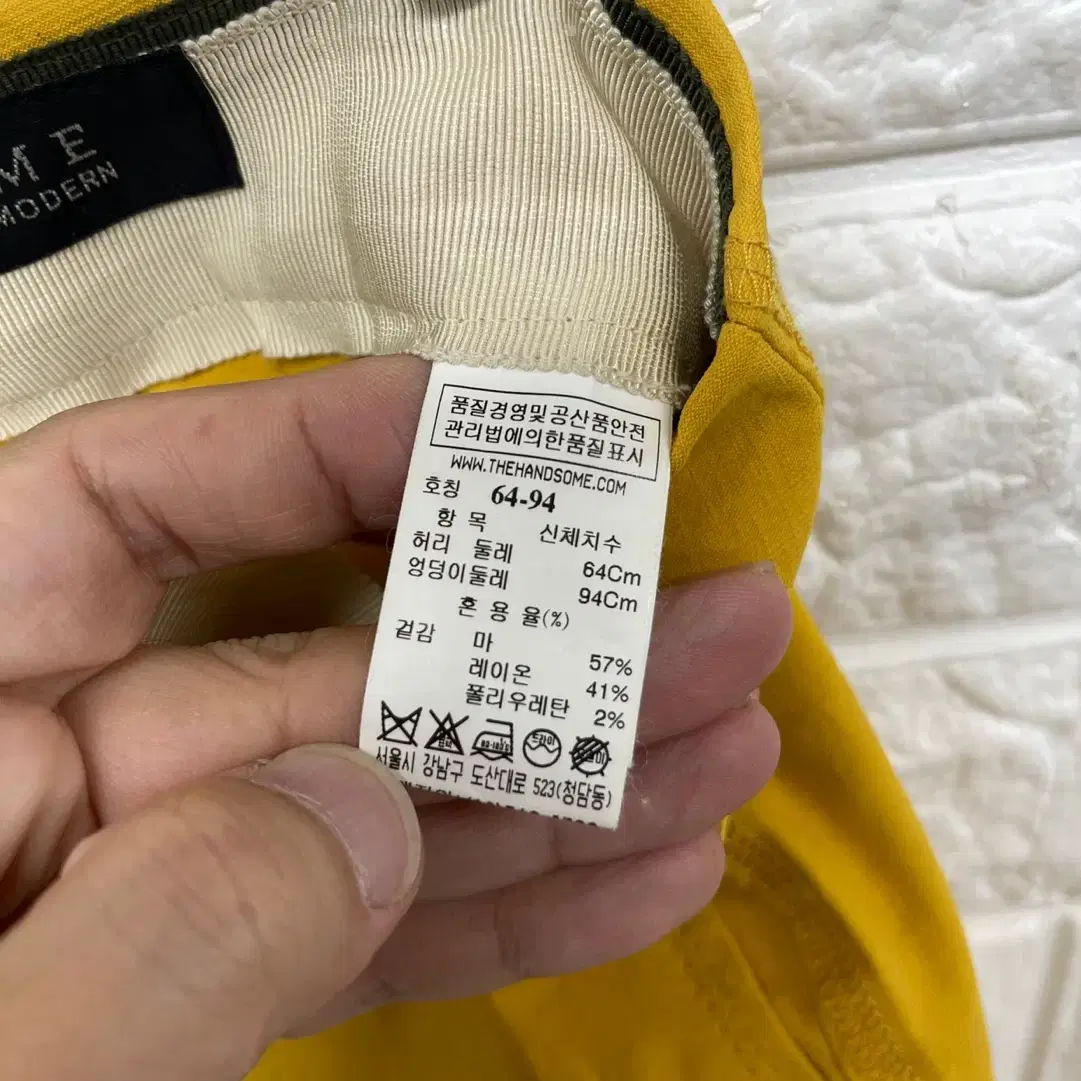 ME
MODERN
품질경영및공산품안전
관리법에의한품질표시
WWW.THEHANDSOME.COM
호칭 64-94
항 목 신체치수
허리 둘레 64Cm
엉덩이둘레 94Cm
혼 용 율(%)
겉감 마 57%
레이온 41%
폴리우레탄 2%
드라이
서울시 강남구 도산대로 523(청담동)